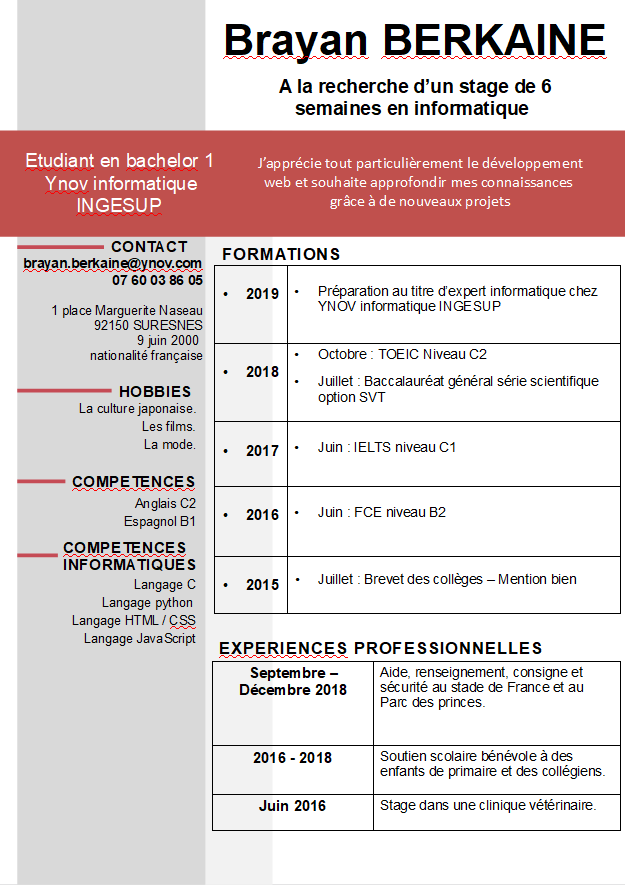 Brayan BERKAINE
A la recherche d’un stage de 6
semaines en informatique
Etudiant en bachelor 1
Ynov informatique
INGESUP
J’apprécie tout particulièrement le développement
web et souhaite approfondir mes connaissances
grâce à de nouveaux projets
CONTACT
brayan.berkaine@ynov.com
07 60 03 86 05
1 place Marguerite Naseau
92150 SURESNES
9 juin 2000
nationalité française
HOBBIES
La culture japonaise.
Les films.
La mode.
COMPETENCES
Anglais C2
Espagnol B1
COMPETENCES
INFORMATIQUES
Langage C
Langage python
Langage HTML / CSS
Langage JavaScript
FORMATIONS
• 2019
• Préparation au titre d’expert informatique chez
YNOV informatique INGESUP
• 2018
• Octobre : TOEIC Niveau C2
• Juillet : Baccalauréat général série scientifique
option SVT
• 2017
• Juin : IELTS niveau C1
• 2016
• Juin : FCE niveau B2
• 2015
• Juillet : Brevet des collèges – Mention bien
EXPERIENCES PROFESSIONNELLES
Septembre –
Décembre 2018
Aide, renseignement, consigne et
sécurité au stade de France et au
Parc des princes.
2016 - 2018
Soutien scolaire bénévole à des
enfants de primaire et des collégiens.
Juin 2016
Stage dans une clinique vétérinaire.